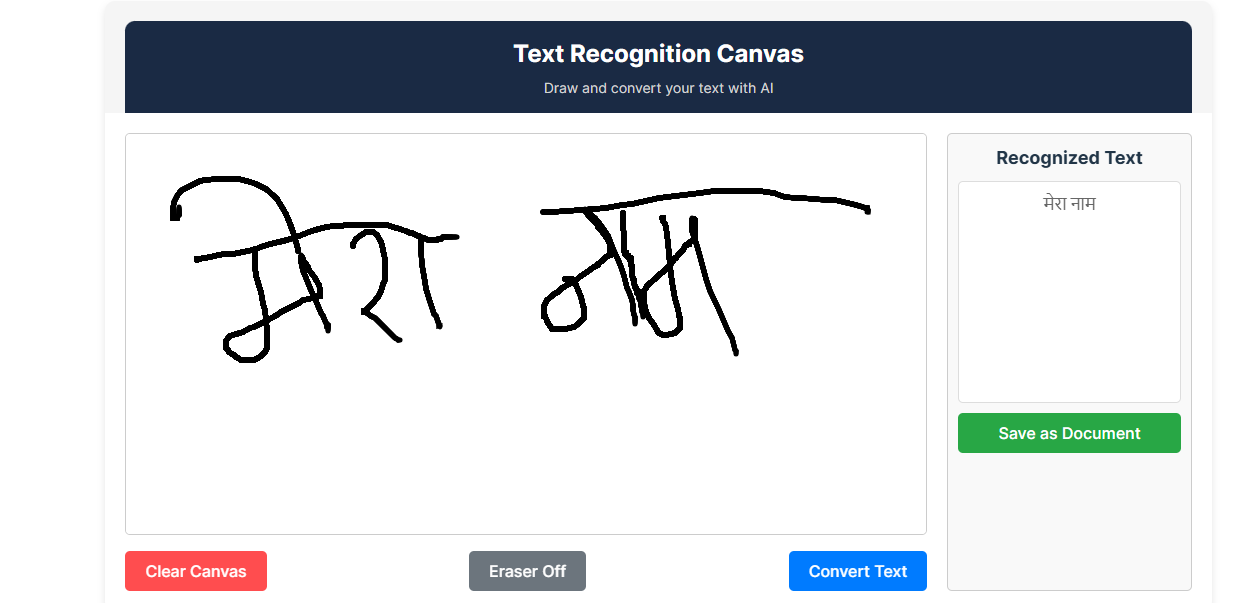 Text Recognition Canvas
Draw and convert your text with AI
मेरा नाम
Recognized Text
मेरा नाम
Save as Document
Clear Canvas
Eraser Off
Convert Text